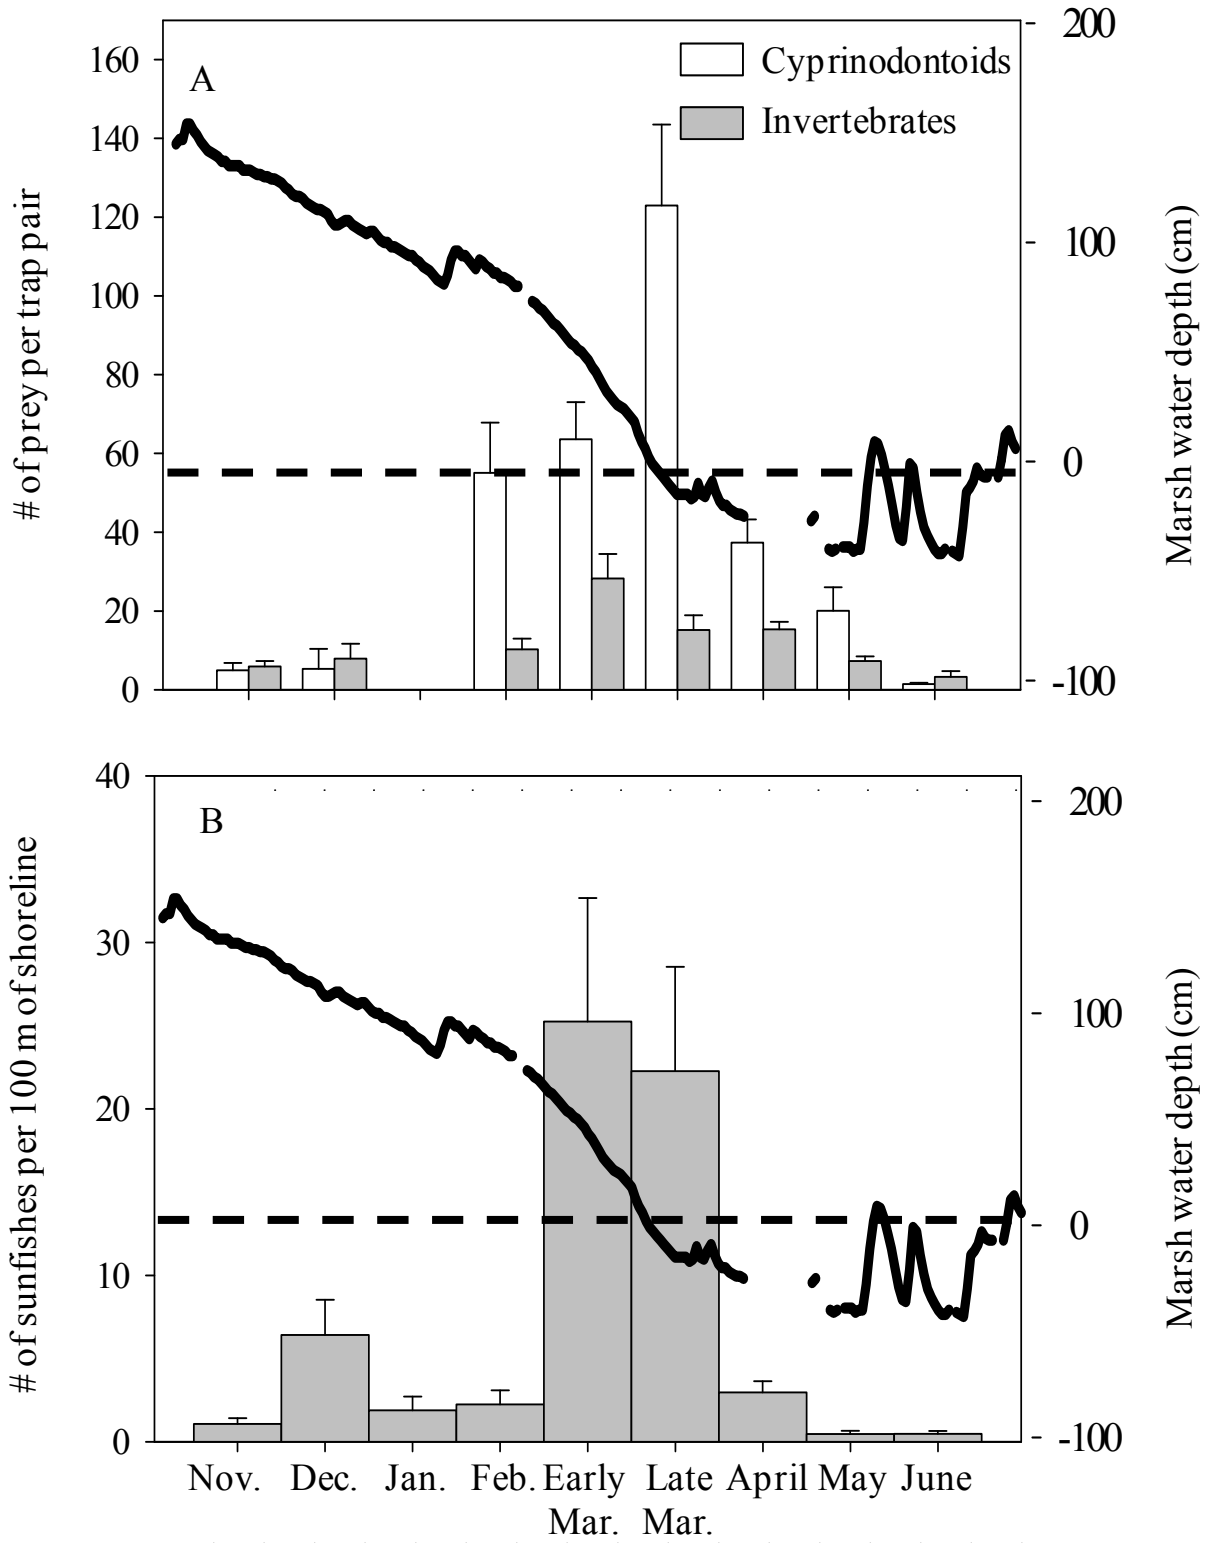 A
Cyprinodontoids
Invertebrates
# of prey per trap pair
160
140
120
100
80
60
40
20
0
200
100
0
-100
Marsh water depth (cm)
B
# of sunfishes per 100 m of shoreline
40
30
20
10
0
200
100
0
-100
Marsh water depth (cm)
Nov. Dec. Jan. Feb. Early Late April May June
Mar. Mar.